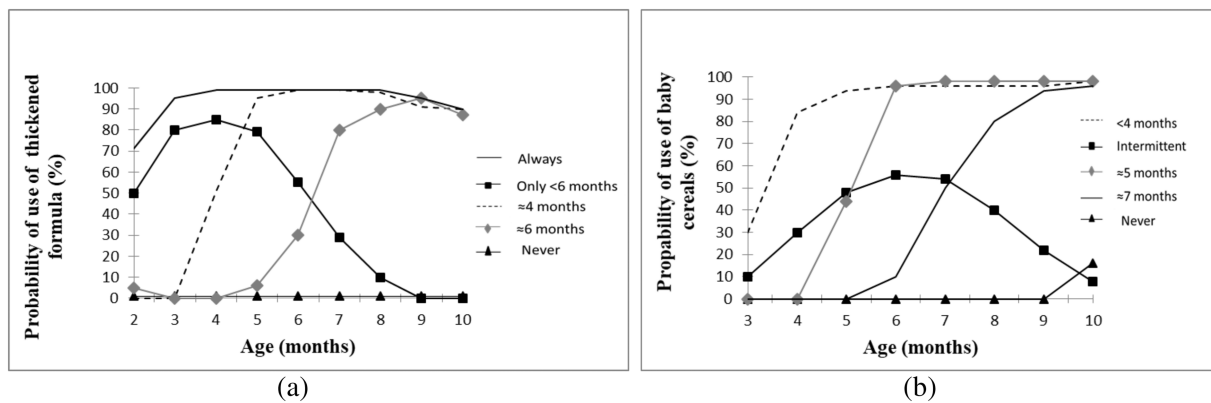 Probability of use of thickened
formula (%)
100
90
80
70
60
50
40
30
20
10
0
2 3 4 5 6 7 8 9 10
Age (months)
Always
Only <6 months
≈4 months
≈6 months
Never
(a)
Propability of use of baby
cereals (%)
100
90
80
70
60
50
40
30
20
10
0
3 4 5 6 7 8 9 10
Age (months)
<4 months
Intermittent
≈5 months
≈7 months
Never
(b)